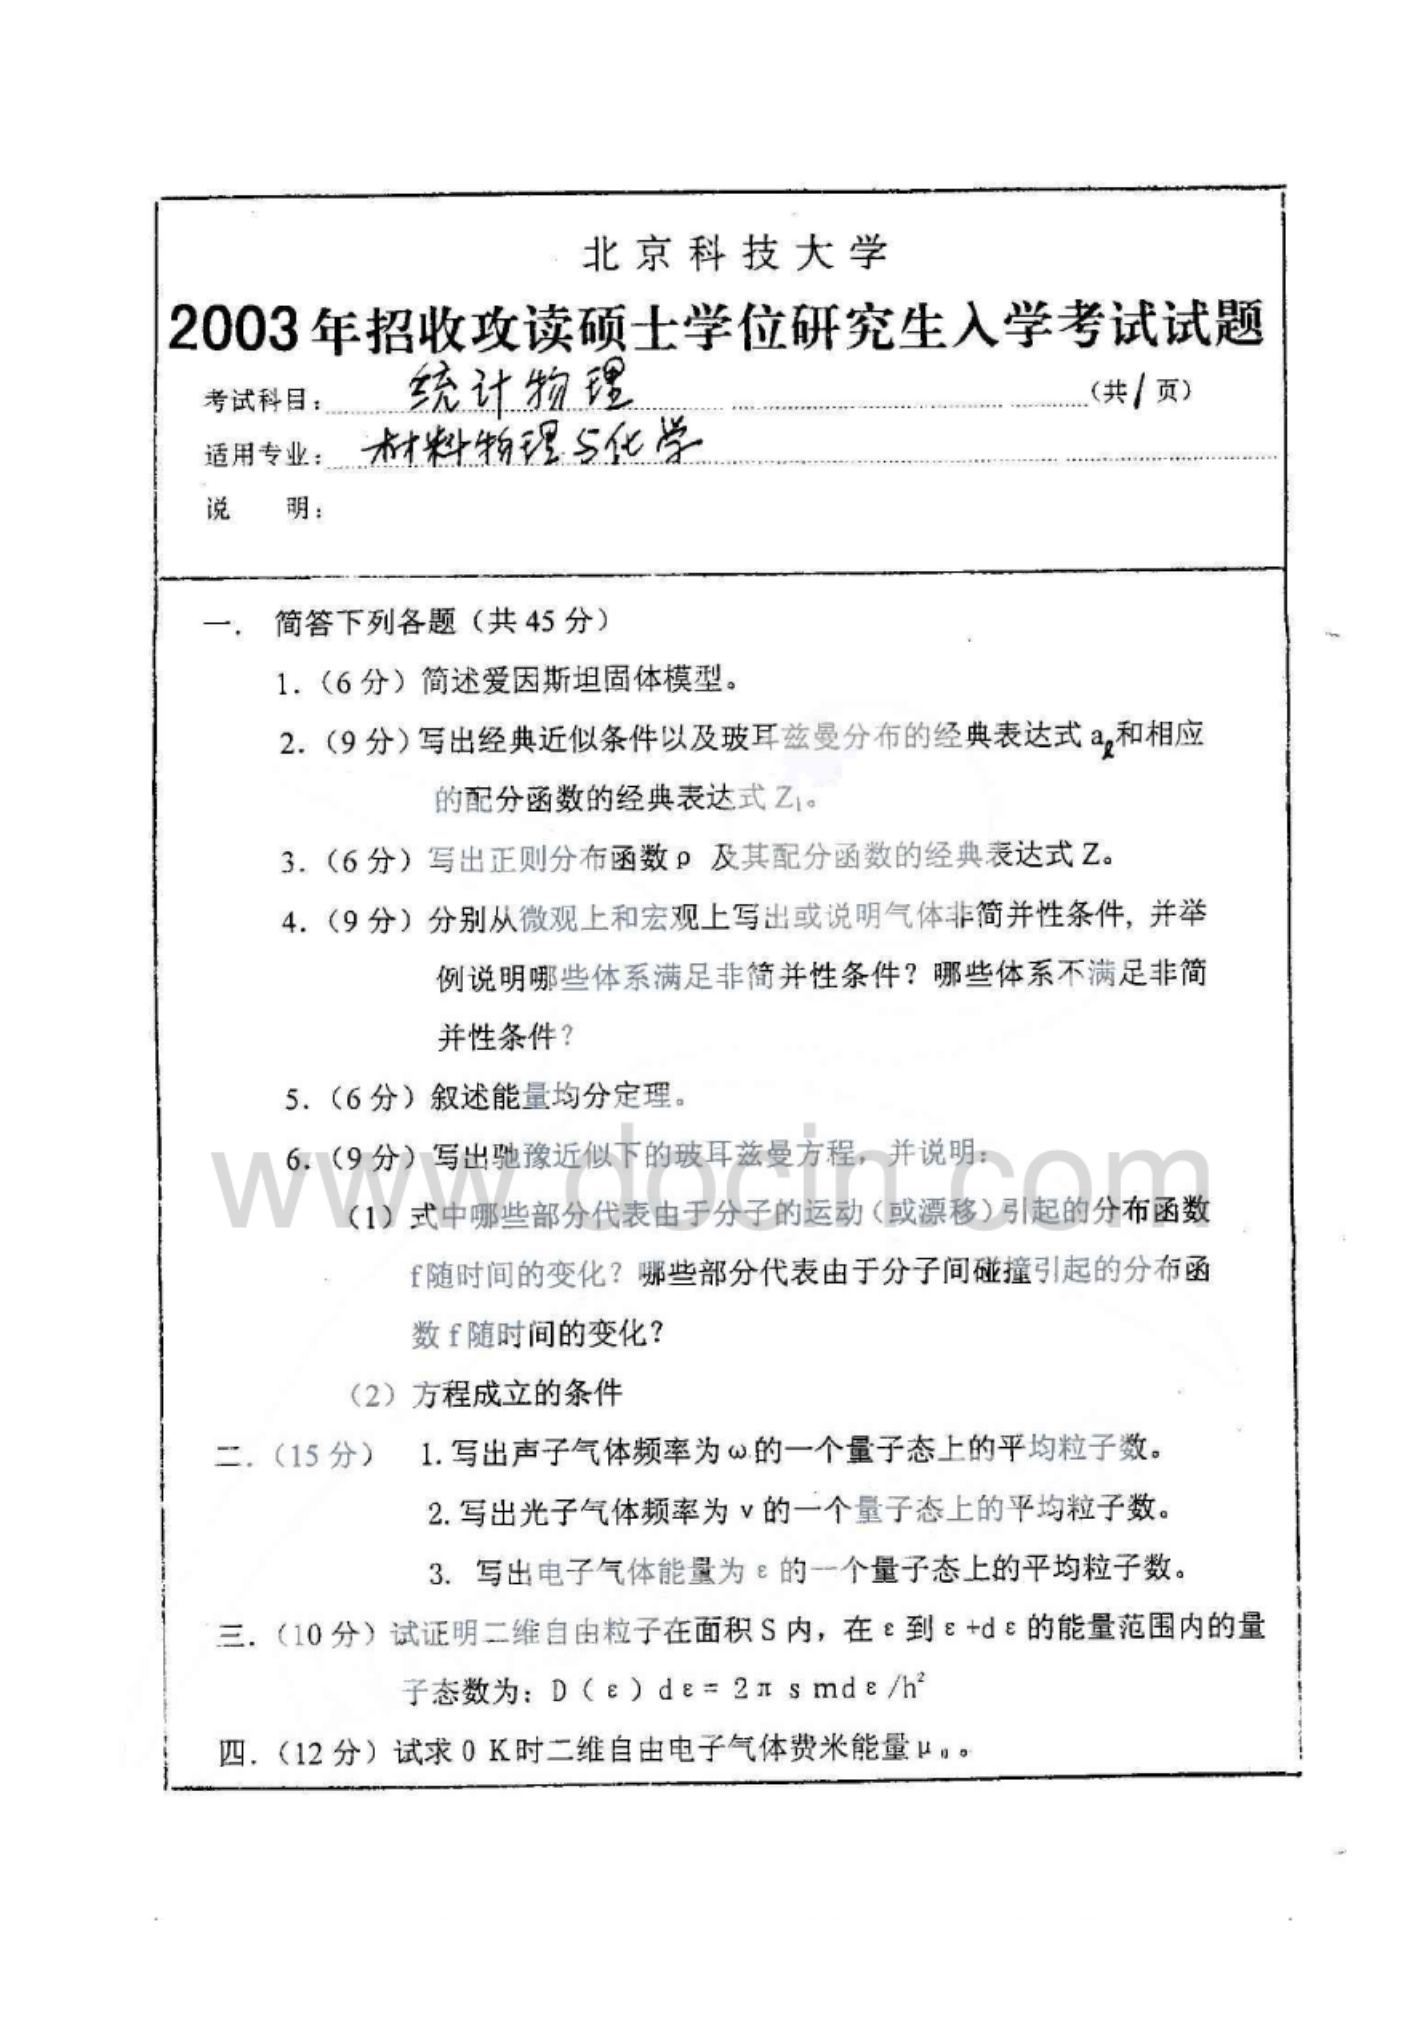 北京科技大学
2003年招收攻读硕士学位研究生入学考试试题
考试科目： 统计物理 （共1页）
适用专业： 材料物理与化学
说 明：
一． 简答下列各题（共45分）
1．（6分）简述爱因斯坦固体模型。
2．（9分）写出经典近似条件以及玻耳兹曼分布的经典表达式aℓ和相应
的配分函数的经典表达式Z₁。
3．（6分）写出正则分布函数ρ 及其配分函数的经典表达式Z。
4．（9分）分别从微观上和宏观上写出或说明气体非简并性条件, 并举
例说明哪些体系满足非简并性条件？哪些体系不满足非简
并性条件？
5．（6分）叙述能量均分定理。
6．（9分）写出驰豫近似下的玻耳兹曼方程，并说明：
www.docin.com
（1）式中哪些部分代表由于分子的运动（或漂移）引起的分布函数
f随时间的变化？哪些部分代表由于分子间碰撞引起的分布函
数f随时间的变化？
（2）方程成立的条件
二．（15分） 1.写出声子气体频率为ω的一个量子态上的平均粒子数。
2.写出光子气体频率为ν的一个量子态上的平均粒子数。
3. 写出电子气体能量为ε的一个量子态上的平均粒子数。
三．（10分）试证明二维自由粒子在面积S内，在ε到ε+dε的能量范围内的量
子态数为：D（ε）dε=2π s mdε/h²
四．（12分）试求0 K时二维自由电子气体费米能量μ₀。